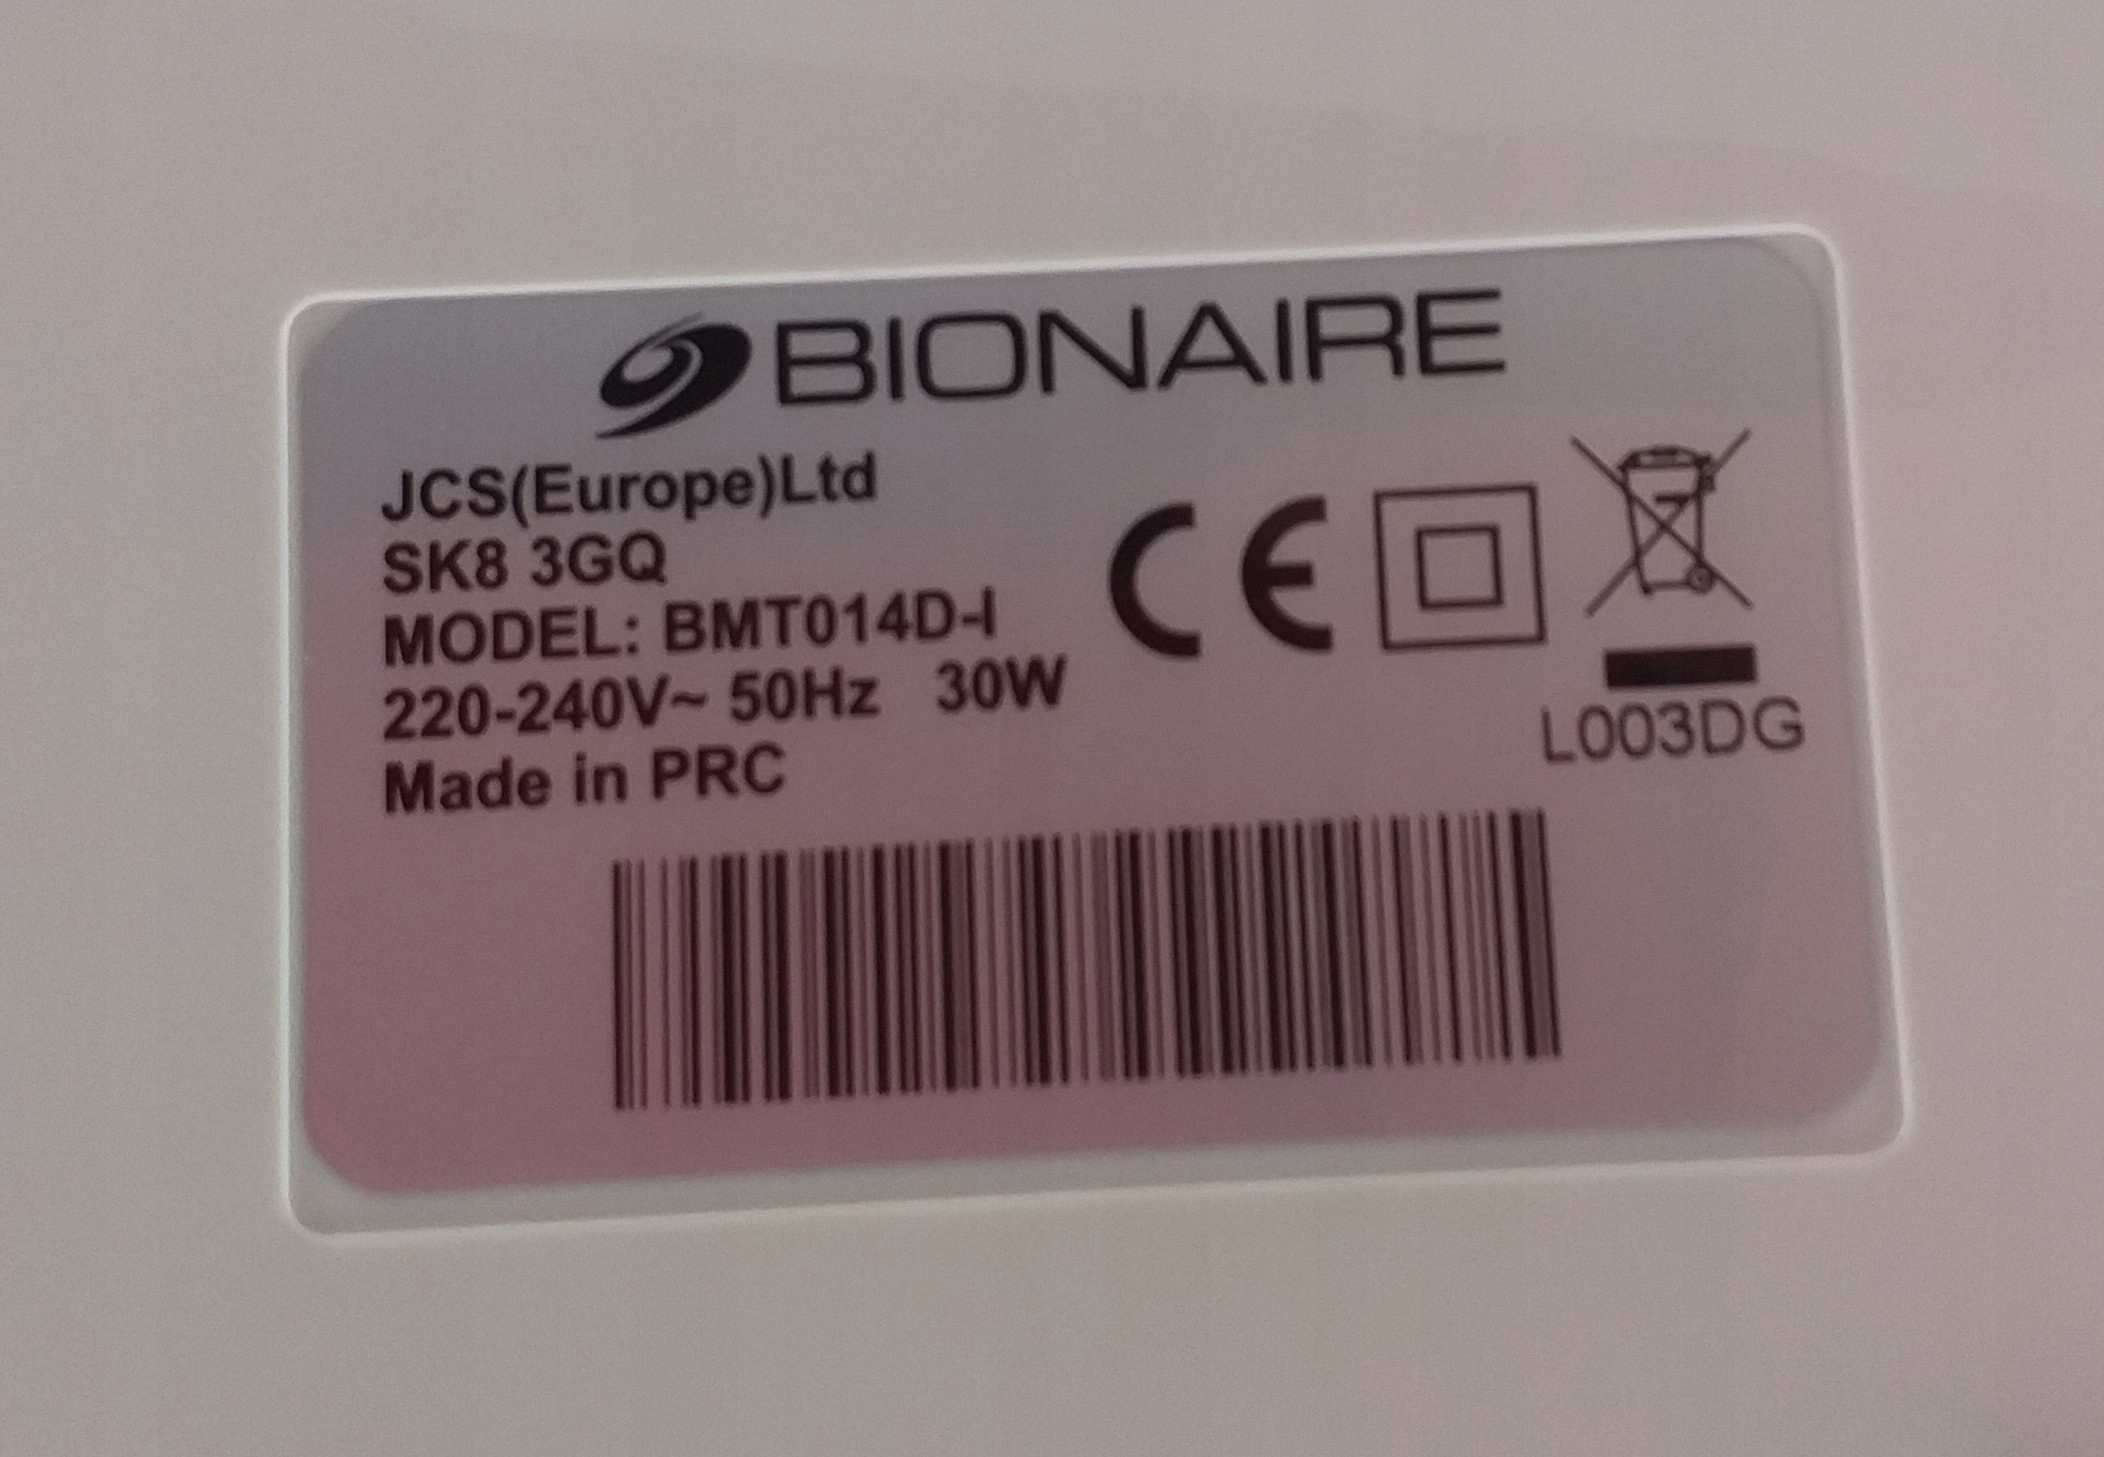 BIONAIRE
JCS(Europe)Ltd
SK8 3GQ
MODEL: BMT014D-I
220-240V~ 50Hz 30W
Made in PRC
CE
L003DG